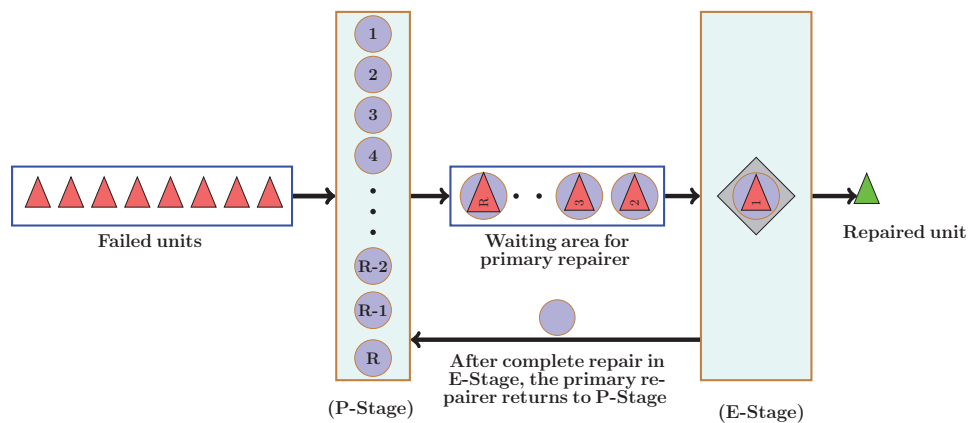 1
2
3
4
R-2
R-1
R
(P-Stage)
Failed units
R
3
2
Waiting area for
primary repairer
After complete repair in
E-Stage, the primary re-
pairer returns to P-Stage
1
(E-Stage)
Repaired unit